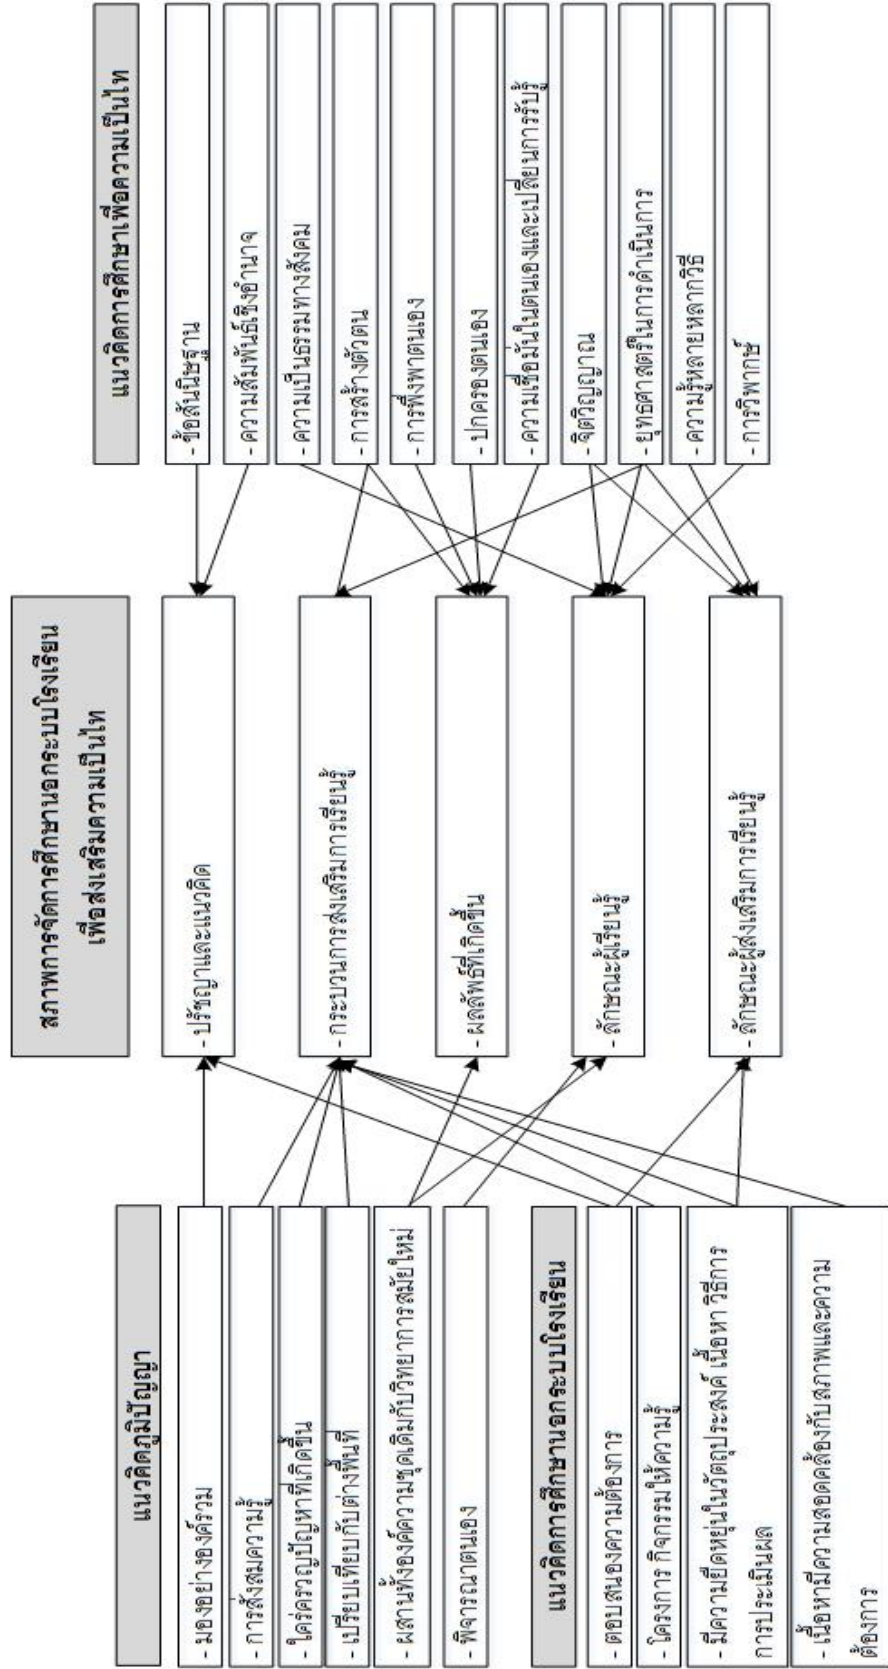 แนวคิดภูมิปัญญา
- มองอย่างองค์รวม
- การสั่งสมความรู้
- ใคร่ครวญปัญหาที่เกิดขึ้น
- เปรียบเทียบกับต่างพื้นที่
- ผสานทั้งองค์ความชุดเดิมกับวิทยาการสมัยใหม่
- พิจารณาตนเอง
แนวคิดการศึกษานอกระบบโรงเรียน
- ตอบสนองความต้องการ
- โครงการ กิจกรรมให้ความรู้
- มีความยืดหยุ่นในวัตถุประสงค์ เนื้อหา วิธีการ
การประเมินผล
- เนื้อหามีความสอดคล้องกับสภาพและความ
ต้องการ
สภาพการจัดการศึกษานอกระบบโรงเรียน
เพื่อส่งเสริมความเป็นไท
- ปรัชญาและแนวคิด
- กระบวนการส่งเสริมการเรียนรู้
- ผลลัพธ์ที่เกิดขึ้น
- ลักษณะผู้เรียนรู้
- ลักษณะผู้ส่งเสริมการเรียนรู้
แนวคิดการศึกษาเพื่อความเป็นไท
- ข้อสันนิษฐาน
- ความสัมพันธ์เชิงอำนาจ
- ความเป็นธรรมทางสังคม
- การสร้างตัวตน
- การพึ่งพาตนเอง
- ปกครองตนเอง
- ความเชื่อมั่นในตนเองและเปลี่ยนการรับรู้
- จิตวิญญาณ
- ยุทธศาสตร์ในการดำเนินการ
- ความรู้หลายหลากวิธี
- การวิพากษ์